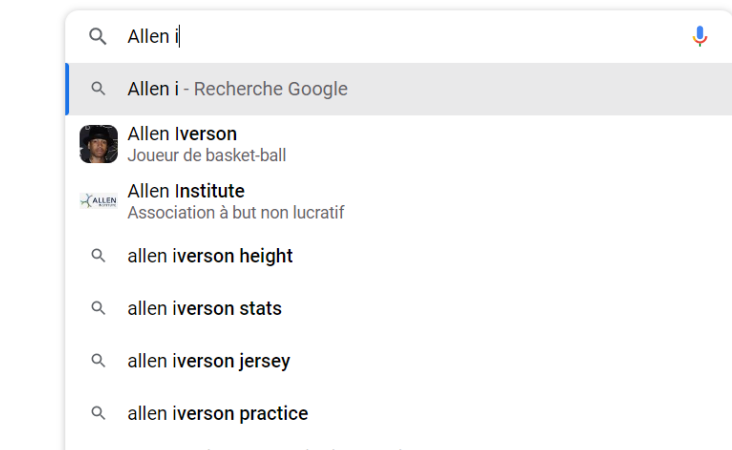 Allen i
Allen i - Recherche Google
Allen Iverson
Joueur de basket-ball
Allen Institute
ALLEN
Association à but non lucratif
allen iverson height
allen iverson stats
allen iverson jersey
allen iverson practice